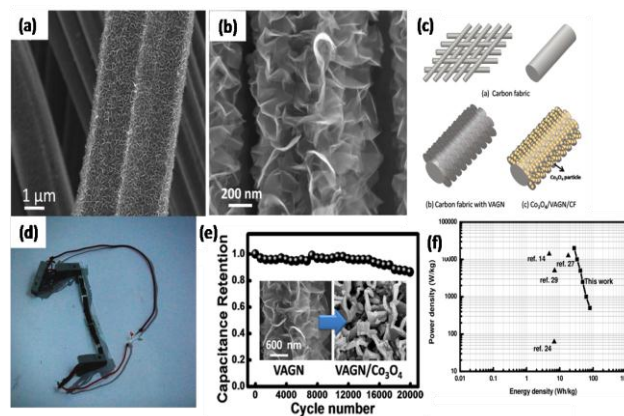 (a)
1 µm
(b)
200 nm
(c)
(a) Carbon fabric
Co3O4 particle
(b) Carbon fabric with VAGN
(c) Co3O4/VAGN/CF
(d)
(e)
Capacitance Retention
1.0
0.8
0.6
0.4
0.2
0.0
600 nm
VAGN
VAGN/Co3O4
0 4000 8000 12000 16000 20000
Cycle number
(f)
Power density (W/kg)
100000
10000
1000
100
10
ref. 14
ref. 27
ref. 29
This work
ref. 24
0.01 0.1 1 10 100 1000
Energy density (Wh/kg)